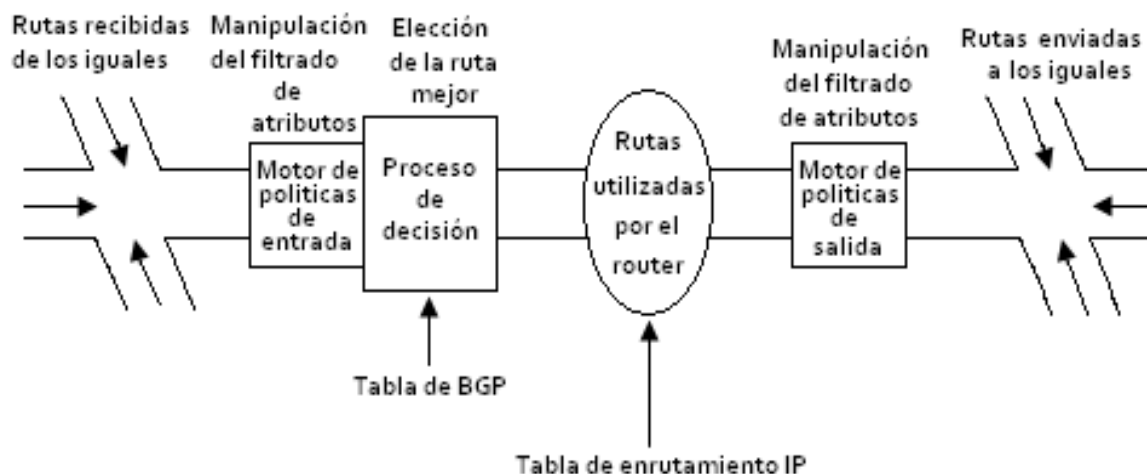 Rutas recibidas
de los iguales
Manipulación
del filtrado
de
atributos
Elección
de la ruta
mejor
Manipulación
del filtrado
de atributos
Rutas enviadas
a los iguales
Motor de
politicas
de
entrada
Proceso
de
decisión
Rutas
utilizadas
por el
router
Motor de
politicas
de
salida
Tabla de BGP
Tabla de enrutamiento IP